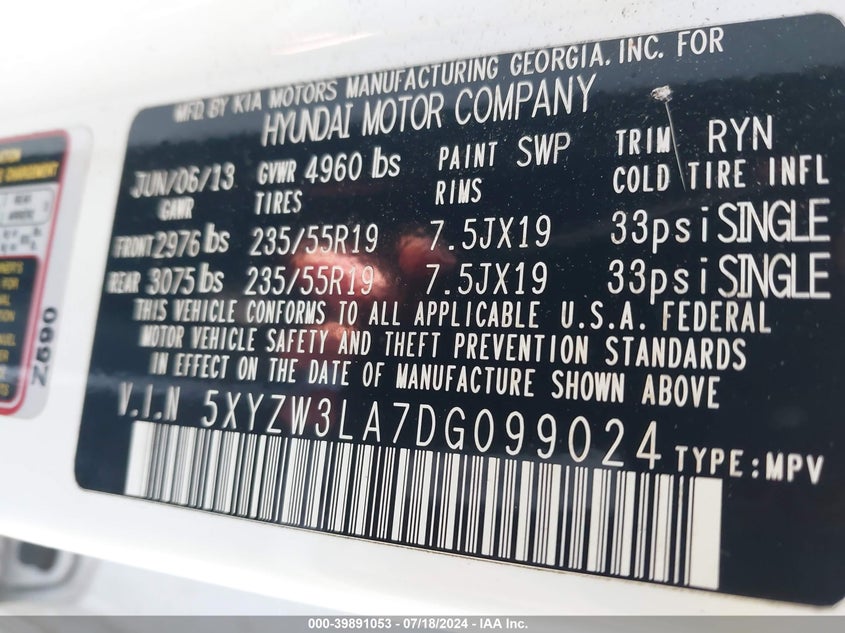 MFD. BY KIA MOTORS MANUFACTURING GEORGIA. INC. FOR
HYUNDAI MOTOR COMPANY
JUN/06/13 GVWR 4960 lbs PAINT SWP TRIM RYN
GAWR TIRES RIMS COLD TIRE INFL
FRONT 2976 lbs 235/55R19 7.5JX19 33psi SINGLE
REAR 3075 lbs 235/55R19 7.5JX19 33psi SINGLE
THIS VEHICLE CONFORMS TO ALL APPLICABLE U.S.A. FEDERAL
MOTOR VEHICLE SAFETY AND THEFT PREVENTION STANDARDS
IN EFFECT ON THE DATE OF MANUFACTURE SHOWN ABOVE
V.I.N 5XYZW3LA7DG099024 TYPE:MPV
Z690
000-39891053 - 07/18/2024 - IAA Inc.